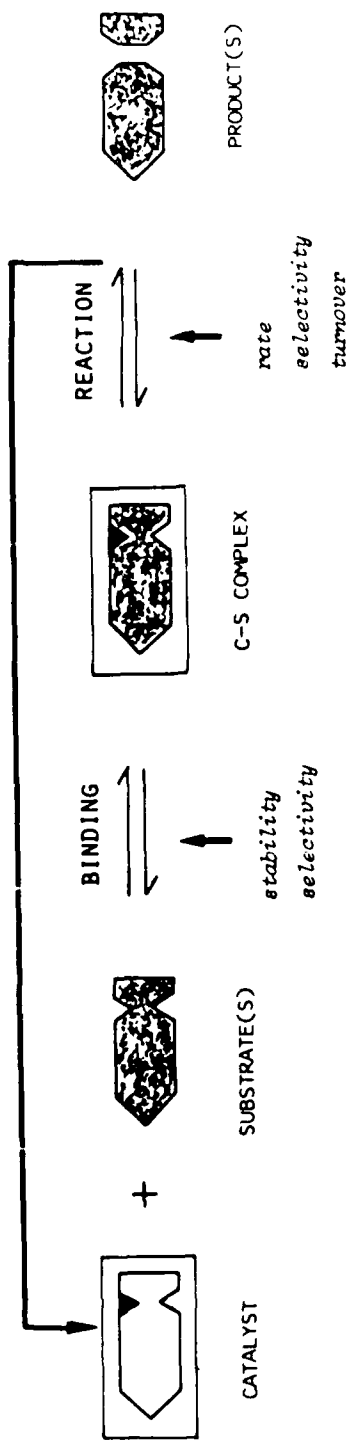 CATALYST
+
SUBSTRATE(S)
BINDING
stability
selectivity
C-S COMPLEX
REACTION
rate
selectivity
turnover
PRODUCT(S)